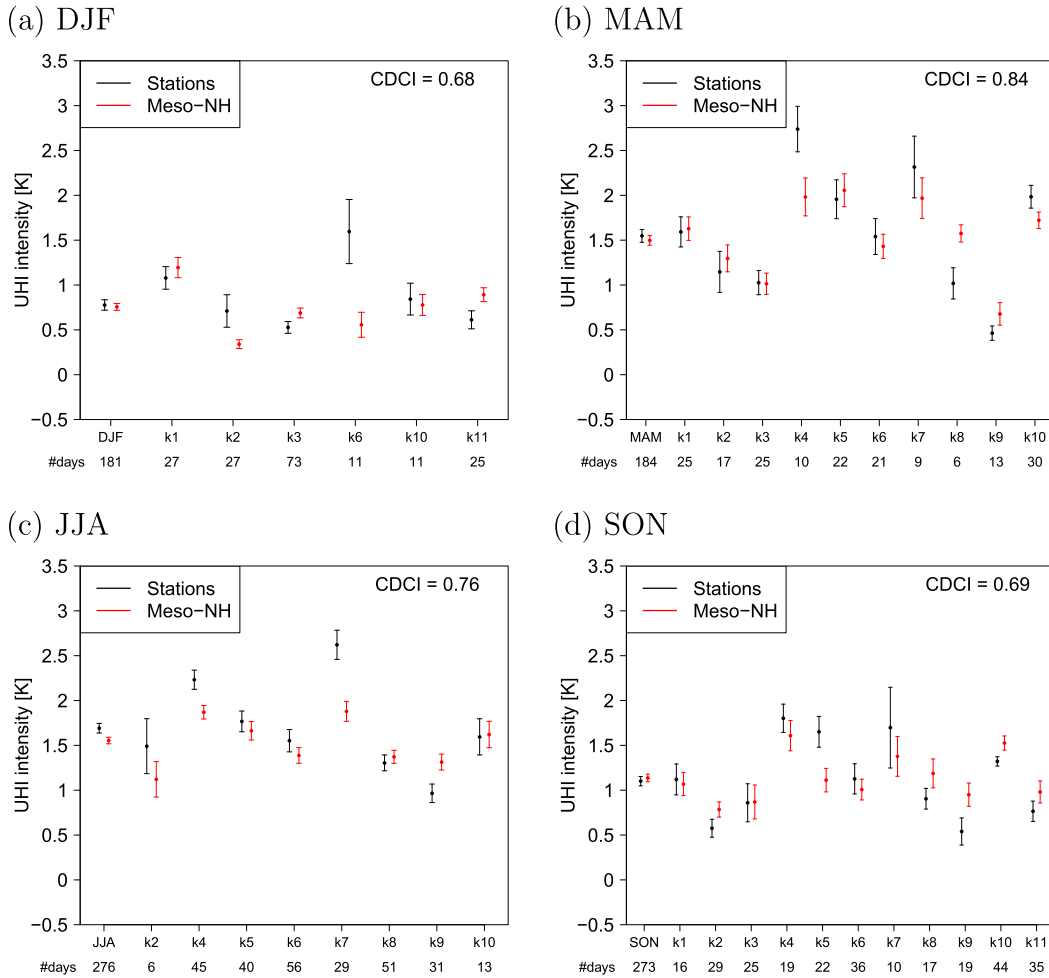 (a) DJF
Stations
Meso−NH
CDCI = 0.68
UHI intensity [K]
3.5
3
2.5
2
1.5
1
0.5
0
−0.5
DJF k1 k2 k3 k6 k10 k11
#days 181 27 27 73 11 11 25
(b) MAM
Stations
Meso−NH
CDCI = 0.84
UHI intensity [K]
3.5
3
2.5
2
1.5
1
0.5
0
−0.5
MAM k1 k2 k3 k4 k5 k6 k7 k8 k9 k10
#days 184 25 17 25 10 22 21 9 6 13 30
(c) JJA
Stations
Meso−NH
CDCI = 0.76
UHI intensity [K]
3.5
3
2.5
2
1.5
1
0.5
0
−0.5
JJA k2 k4 k5 k6 k7 k8 k9 k10
#days 276 6 45 40 56 29 51 31 13
(d) SON
Stations
Meso−NH
CDCI = 0.69
UHI intensity [K]
3.5
3
2.5
2
1.5
1
0.5
0
−0.5
SON k1 k2 k3 k4 k5 k6 k7 k8 k9 k10 k11
#days 273 16 29 25 19 22 36 10 17 19 44 35